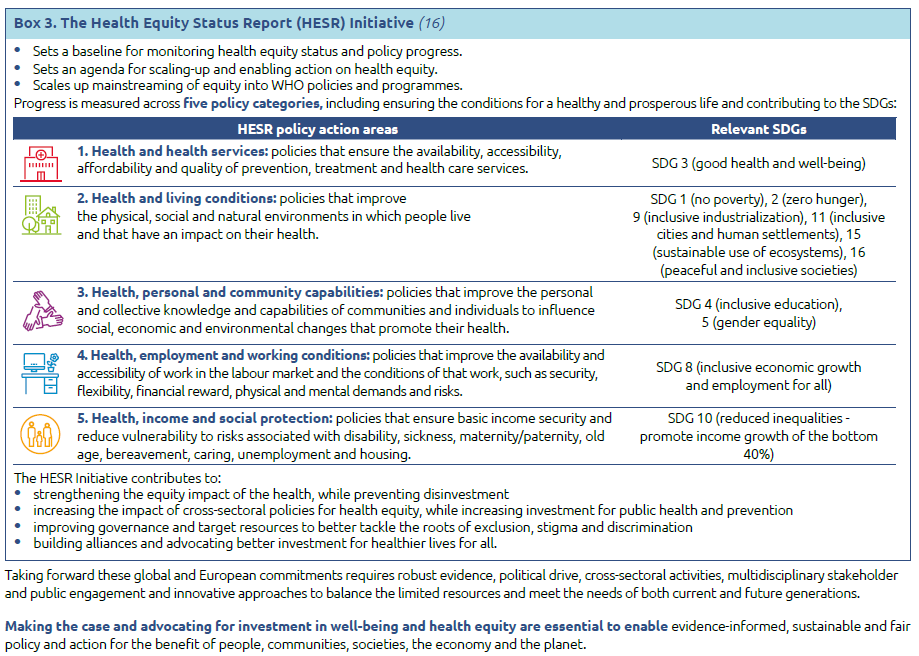 Box 3. The Health Equity Status Report (HESR) Initiative (16)
• Sets a baseline for monitoring health equity status and policy progress.
• Sets an agenda for scaling-up and enabling action on health equity.
• Scales up mainstreaming of equity into WHO policies and programmes.
Progress is measured across five policy categories, including ensuring the conditions for a healthy and prosperous life and contributing to the SDGs:
HESR policy action areas
Relevant SDGs
1. Health and health services: policies that ensure the availability, accessibility,
affordability and quality of prevention, treatment and health care services.
SDG 3 (good health and well-being)
2. Health and living conditions: policies that improve
the physical, social and natural environments in which people live
and that have an impact on their health.
SDG 1 (no poverty), 2 (zero hunger),
9 (inclusive industrialization), 11 (inclusive
cities and human settlements), 15
(sustainable use of ecosystems), 16
(peaceful and inclusive societies)
3. Health, personal and community capabilities: policies that improve the personal
and collective knowledge and capabilities of communities and individuals to influence
social, economic and environmental changes that promote their health.
SDG 4 (inclusive education),
5 (gender equality)
4. Health, employment and working conditions: policies that improve the availability and
accessibility of work in the labour market and the conditions of that work, such as security,
flexibility, financial reward, physical and mental demands and risks.
SDG 8 (inclusive economic growth
and employment for all)
5. Health, income and social protection: policies that ensure basic income security and
reduce vulnerability to risks associated with disability, sickness, maternity/paternity, old
age, bereavement, caring, unemployment and housing.
SDG 10 (reduced inequalities -
promote income growth of the bottom
40%)
The HESR Initiative contributes to:
• strengthening the equity impact of the health, while preventing disinvestment
• increasing the impact of cross-sectoral policies for health equity, while increasing investment for public health and prevention
• improving governance and target resources to better tackle the roots of exclusion, stigma and discrimination
• building alliances and advocating better investment for healthier lives for all.
Taking forward these global and European commitments requires robust evidence, political drive, cross-sectoral activities, multidisciplinary stakeholder
and public engagement and innovative approaches to balance the limited resources and meet the needs of both current and future generations.
Making the case and advocating for investment in well-being and health equity are essential to enable evidence-informed, sustainable and fair
policy and action for the benefit of people, communities, societies, the economy and the planet.